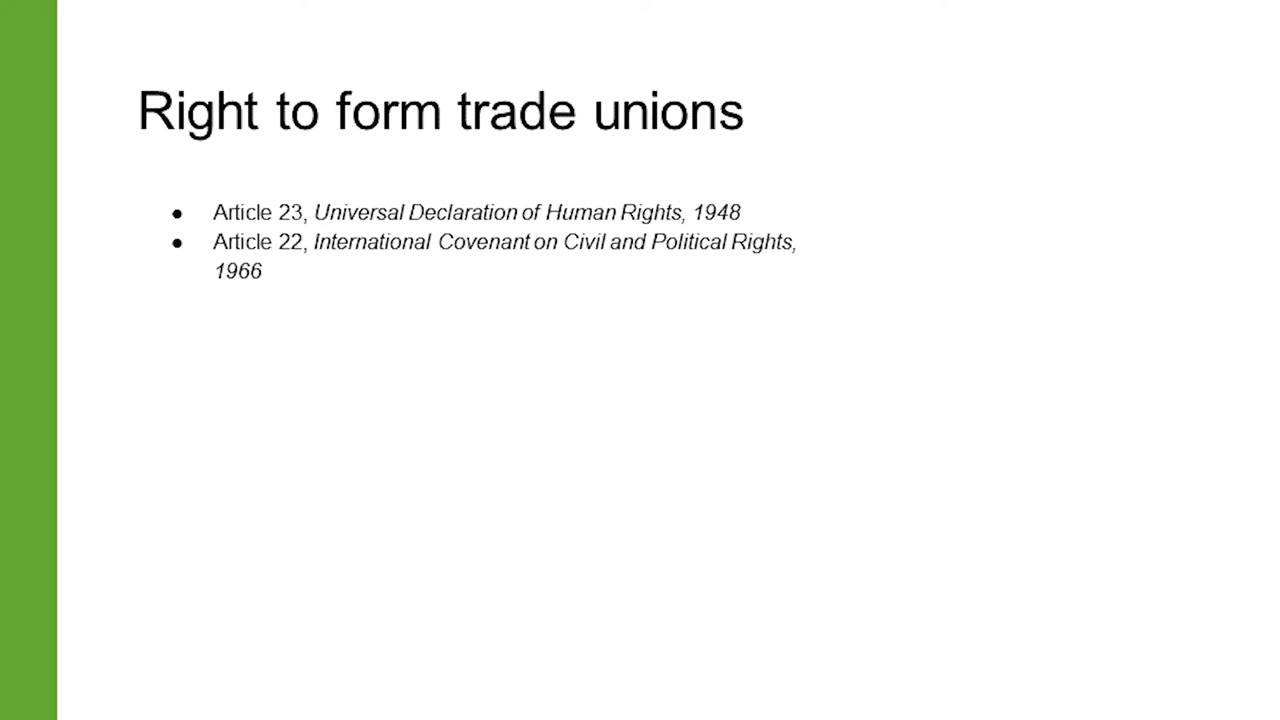 Right to form trade unions
● Article 23, Universal Declaration of Human Rights, 1948
● Article 22, International Covenant on Civil and Political Rights,
1966